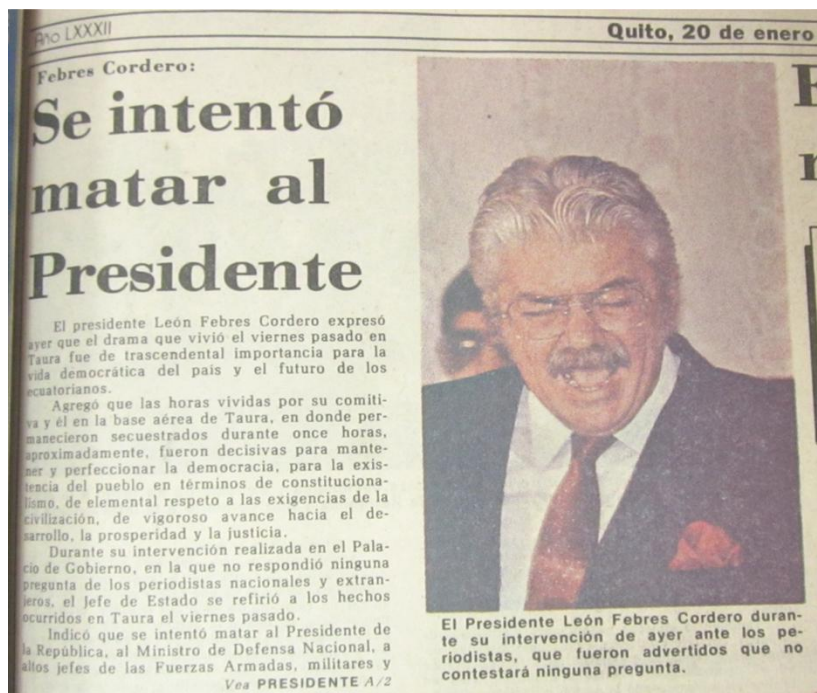 Año LXXXII
Quito, 20 de enero
Febres Cordero:
Se intentó
matar al
Presidente
El presidente León Febres Cordero expresó
ayer que el drama que vivió el viernes pasado en
Taura fue de trascendental importancia para la
vida democrática del país y el futuro de los
ecuatorianos.
Agregó que las horas vividas por su comiti-
va y él en la base aérea de Taura, en donde per-
manecieron secuestrados durante once horas,
aproximadamente, fueron decisivas para mante-
ner y perfeccionar la democracia, para la exis-
tencia del pueblo en términos de constituciona-
lismo, de elemental respeto a las exigencias de la
civilización, de vigoroso avance hacia el de-
sarrollo, la prosperidad y la justicia.
Durante su intervención realizada en el Pala-
cio de Gobierno, en la que no respondió ninguna
pregunta de los periodistas nacionales y extran-
jeros, el Jefe de Estado se refirió a los hechos
ocurridos en Taura el viernes pasado.
Indicó que se intentó matar al Presidente de
la República, al Ministro de Defensa Nacional, a
altos jefes de las Fuerzas Armadas, militares y
Vea PRESIDENTE A/2
El Presidente León Febres Cordero duran-
te su intervención de ayer ante los pe-
riodistas, que fueron advertidos que no
contestará ninguna pregunta.